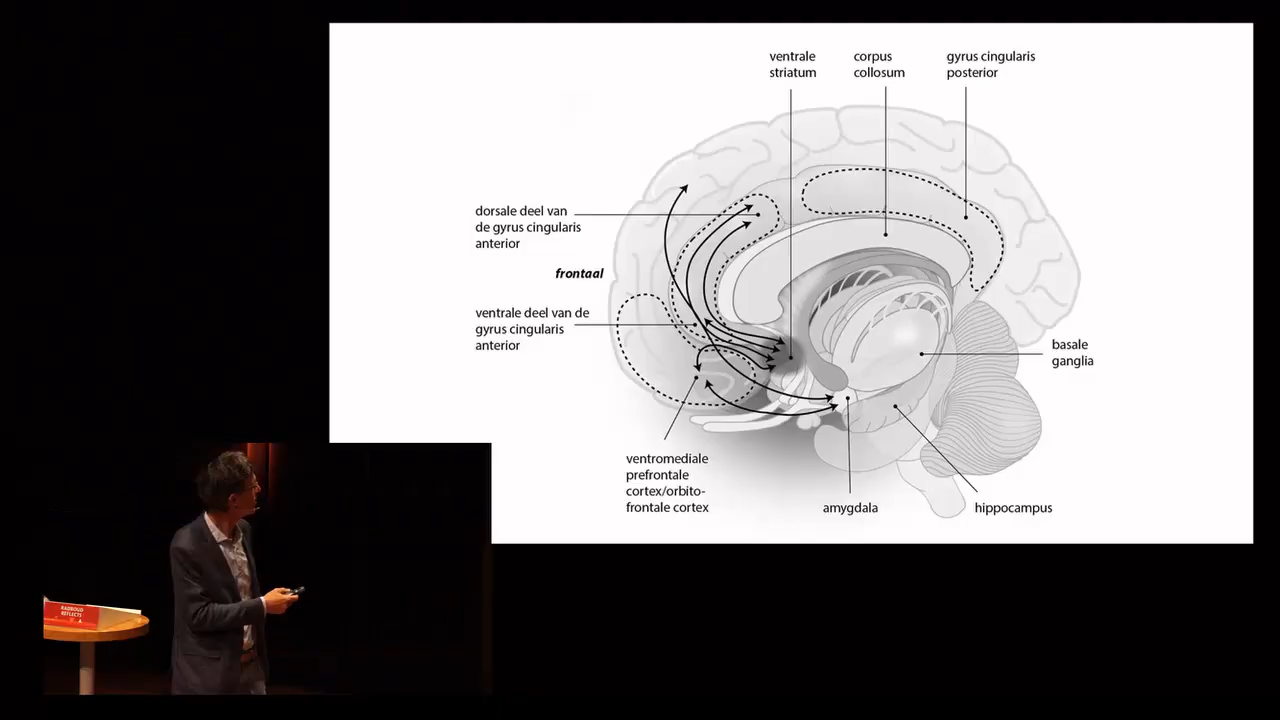 ventrale
striatum
corpus
collosum
gyrus cingularis
posterior
dorsale deel van
de gyrus cingularis
anterior
frontaal
ventrale deel van de
gyrus cingularis
anterior
basale
ganglia
ventromediale
prefrontale
cortex/orbito-
frontale cortex
amygdala
hippocampus
RADBOUD
REFLECTS